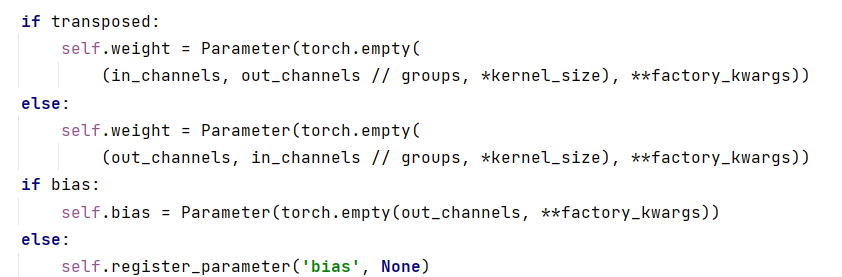 if transposed:
    self.weight = Parameter(torch.empty(
        (in_channels, out_channels // groups, *kernel_size), **factory_kwargs))
else:
    self.weight = Parameter(torch.empty(
        (out_channels, in_channels // groups, *kernel_size), **factory_kwargs))
if bias:
    self.bias = Parameter(torch.empty(out_channels, **factory_kwargs))
else:
    self.register_parameter('bias', None)